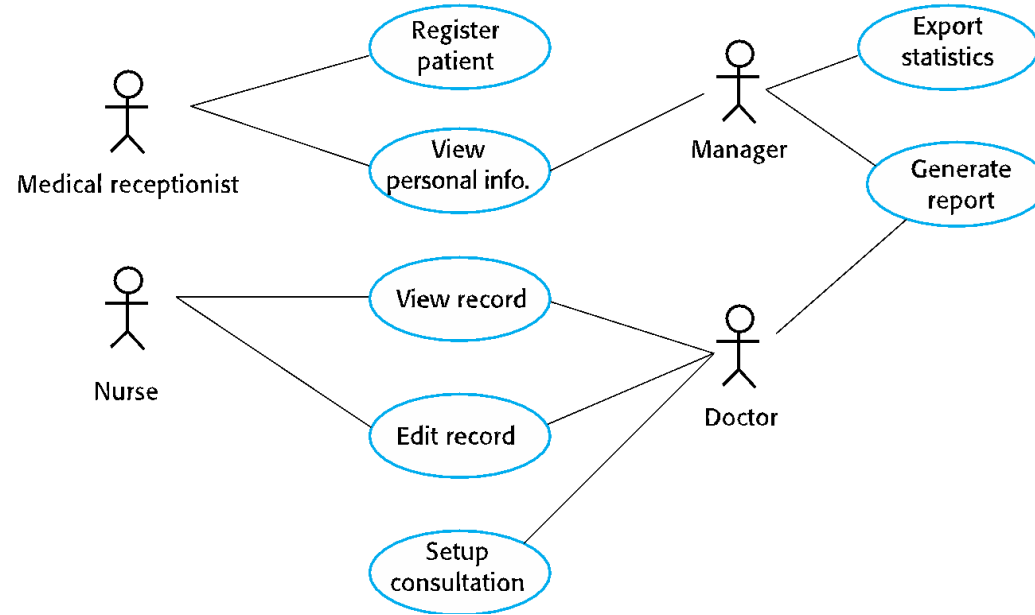 Register
patient
Export
statistics
Medical receptionist
View
personal info.
Manager
Generate
report
Nurse
View record
Edit record
Doctor
Setup
consultation